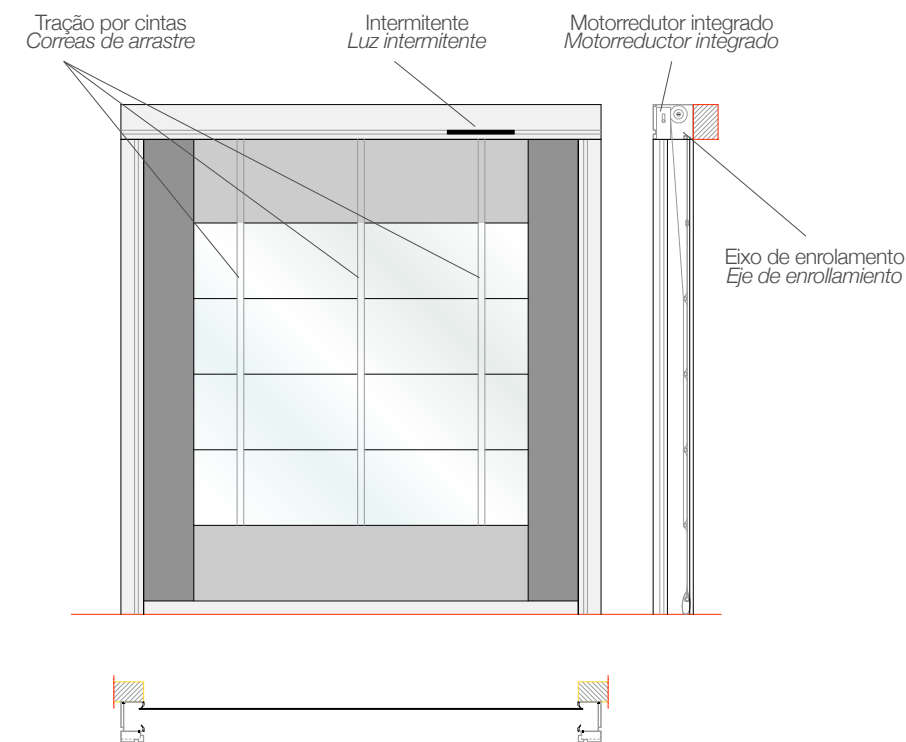 Tração por cintas
Correas de arrastre
Intermitente
Luz intermitente
Motorredutor integrado
Motorreductor integrado
Eixo de enrolamento
Eje de enrollamiento